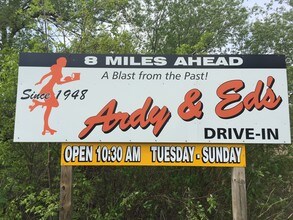 8 MILES AHEAD
A Blast from the Past!
Since 1948
Ardy & Ed's
DRIVE-IN
OPEN 10:30 AM TUESDAY - SUNDAY